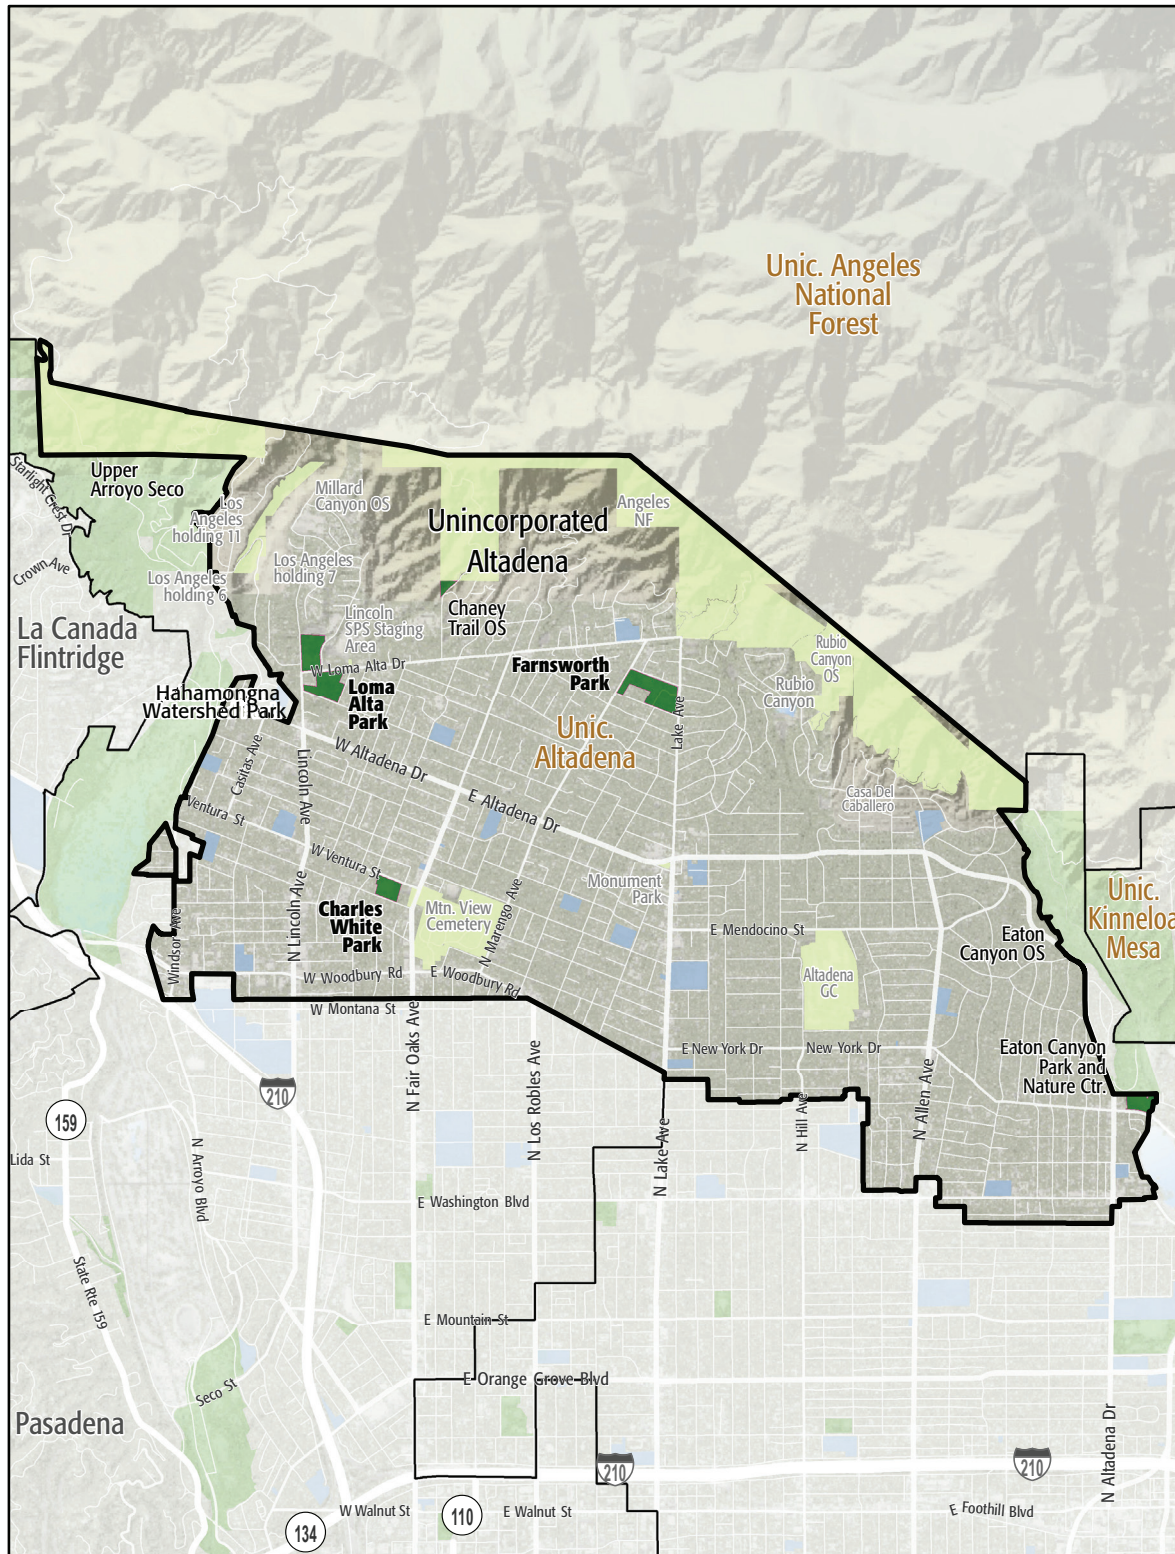 Unic. Angeles
National
Forest
Starlight Crest Dr
Upper
Arroyo Seco
Los
Angeles
holding 11
Millard
Canyon OS
Unincorporated
Altadena
Angeles
NF
Crown Ave
Los Angeles
holding 7
Los Angeles
holding 6
Lincoln
SPS Staging
Area
Chaney
Trail OS
La Canada
Flintridge
W Loma Alta Dr
Farnsworth
Park
Rubio
Canyon
OS
Rubio
Canyon
Hahamongna
Watershed Park
Loma
Alta
Park
Unic.
Altadena
Lake Ave
Casitas Ave
Lincoln Ave
W Altadena Dr
E Altadena Dr
Casa Del
Caballero
Ventura St
W Ventura St
Monument
Park
Charles
White
Park
Mtn. View
Cemetery
N Marengo Ave
N Lincoln Ave
Windsor Ave
E Mendocino St
Eaton
Canyon OS
Unic.
Kinneloa
Mesa
W Woodbury Rd
E Woodbury Rd
Altadena
GC
W Montana St
N Fair Oaks Ave
N Los Robles Ave
E New York Dr
New York Dr
Eaton Canyon
Park and
Nature Ctr.
210
159
N Hill Ave
N Allen Ave
N Lake Ave
Lida St
N Arroyo Blvd
E Washington Blvd
State Rte 159
E Mountain St
E Orange Grove Blvd
Seco St
Pasadena
210
210
N Altadena Dr
W Walnut St
110
E Walnut St
E Foothill Blvd
134